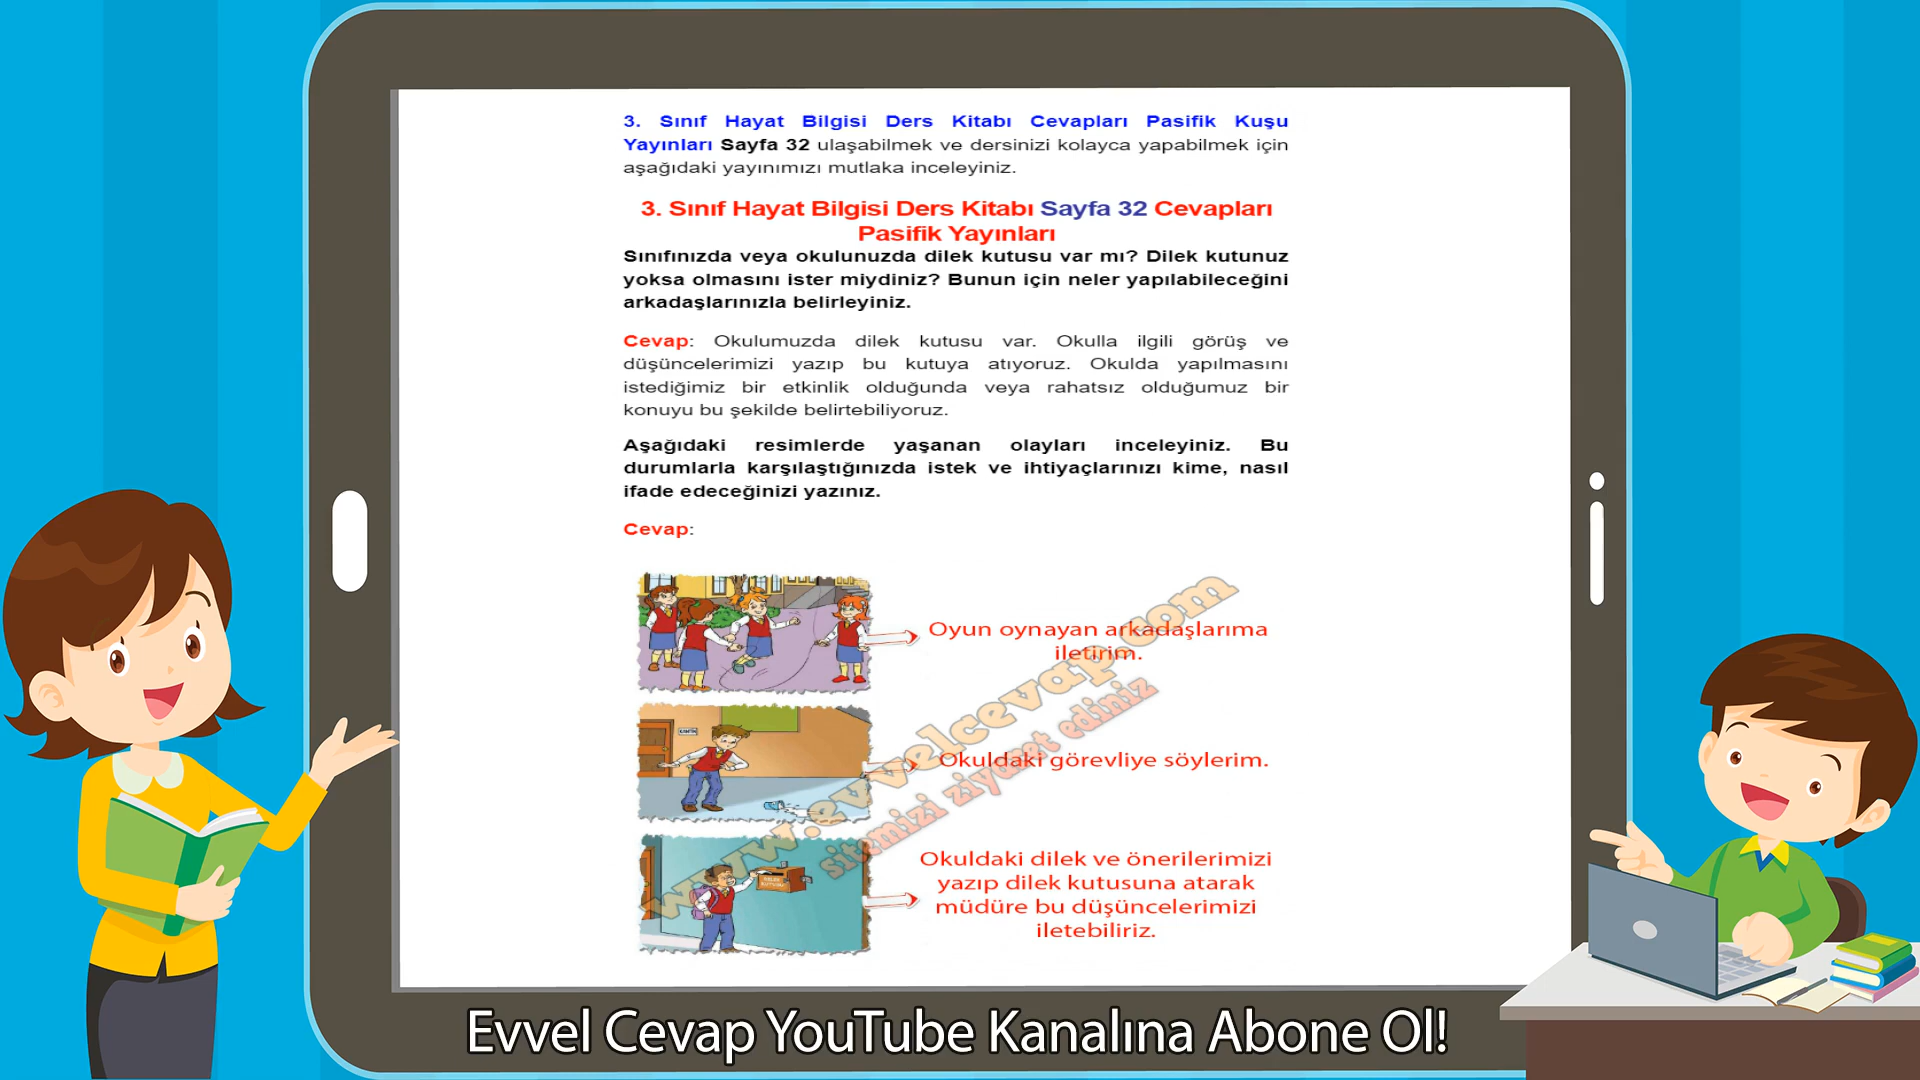 3. Sınıf Hayat Bilgisi Ders Kitabı Cevapları Pasifik Kuşu
Yayınları Sayfa 32 ulaşabilmek ve dersinizi kolayca yapabilmek için
aşağıdaki yayınımızı mutlaka inceleyiniz.
3. Sınıf Hayat Bilgisi Ders Kitabı Sayfa 32 Cevapları
Pasifik Yayınları
Sınıfınızda veya okulunuzda dilek kutusu var mı? Dilek kutunuz
yoksa olmasını ister miydiniz? Bunun için neler yapılabileceğini
arkadaşlarınızla belirleyiniz.
Cevap: Okulumuzda dilek kutusu var. Okulla ilgili görüş ve
düşüncelerimizi yazıp bu kutuya atıyoruz. Okulda yapılmasını
istediğimiz bir etkinlik olduğunda veya rahatsız olduğumuz bir
konuyu bu şekilde belirtebiliyoruz.
Aşağıdaki resimlerde yaşanan olayları inceleyiniz. Bu
durumlarla karşılaştığınızda istek ve ihtiyaçlarınızı kime, nasıl
ifade edeceğinizi yazınız.
Cevap:
Oyun oynayan arkadaşlarıma
iletirim.
KANTİN
Okuldaki görevliye söylerim.
DİLEK
KUTUSU
Okuldaki dilek ve önerilerimizi
yazıp dilek kutusuna atarak
müdüre bu düşüncelerimizi
iletebiliriz.
www.evvelcevap.com
sitemizi ziyaret ediniz
Evvel Cevap YouTube Kanalına Abone Ol!